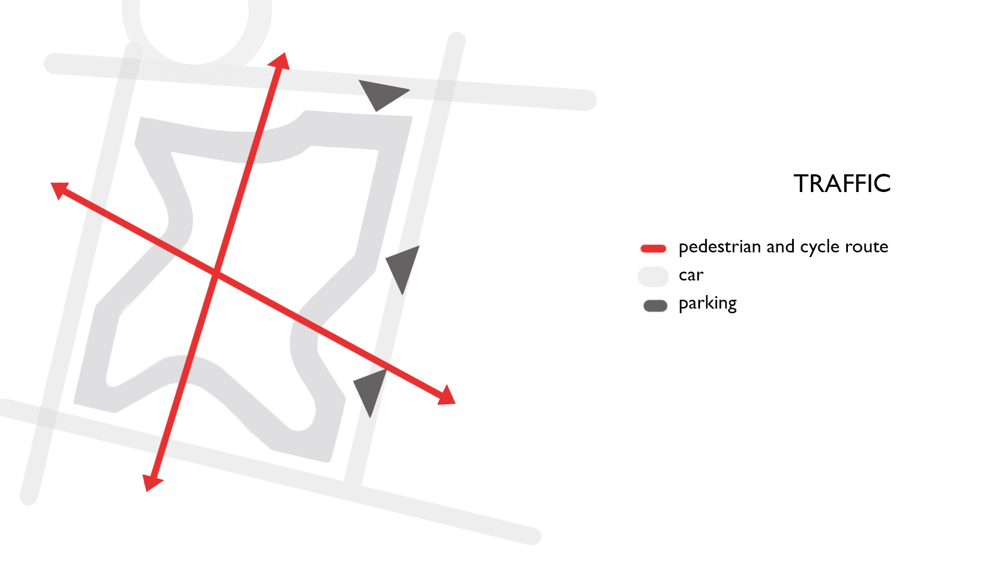 TRAFFIC
pedestrian and cycle route
car
parking